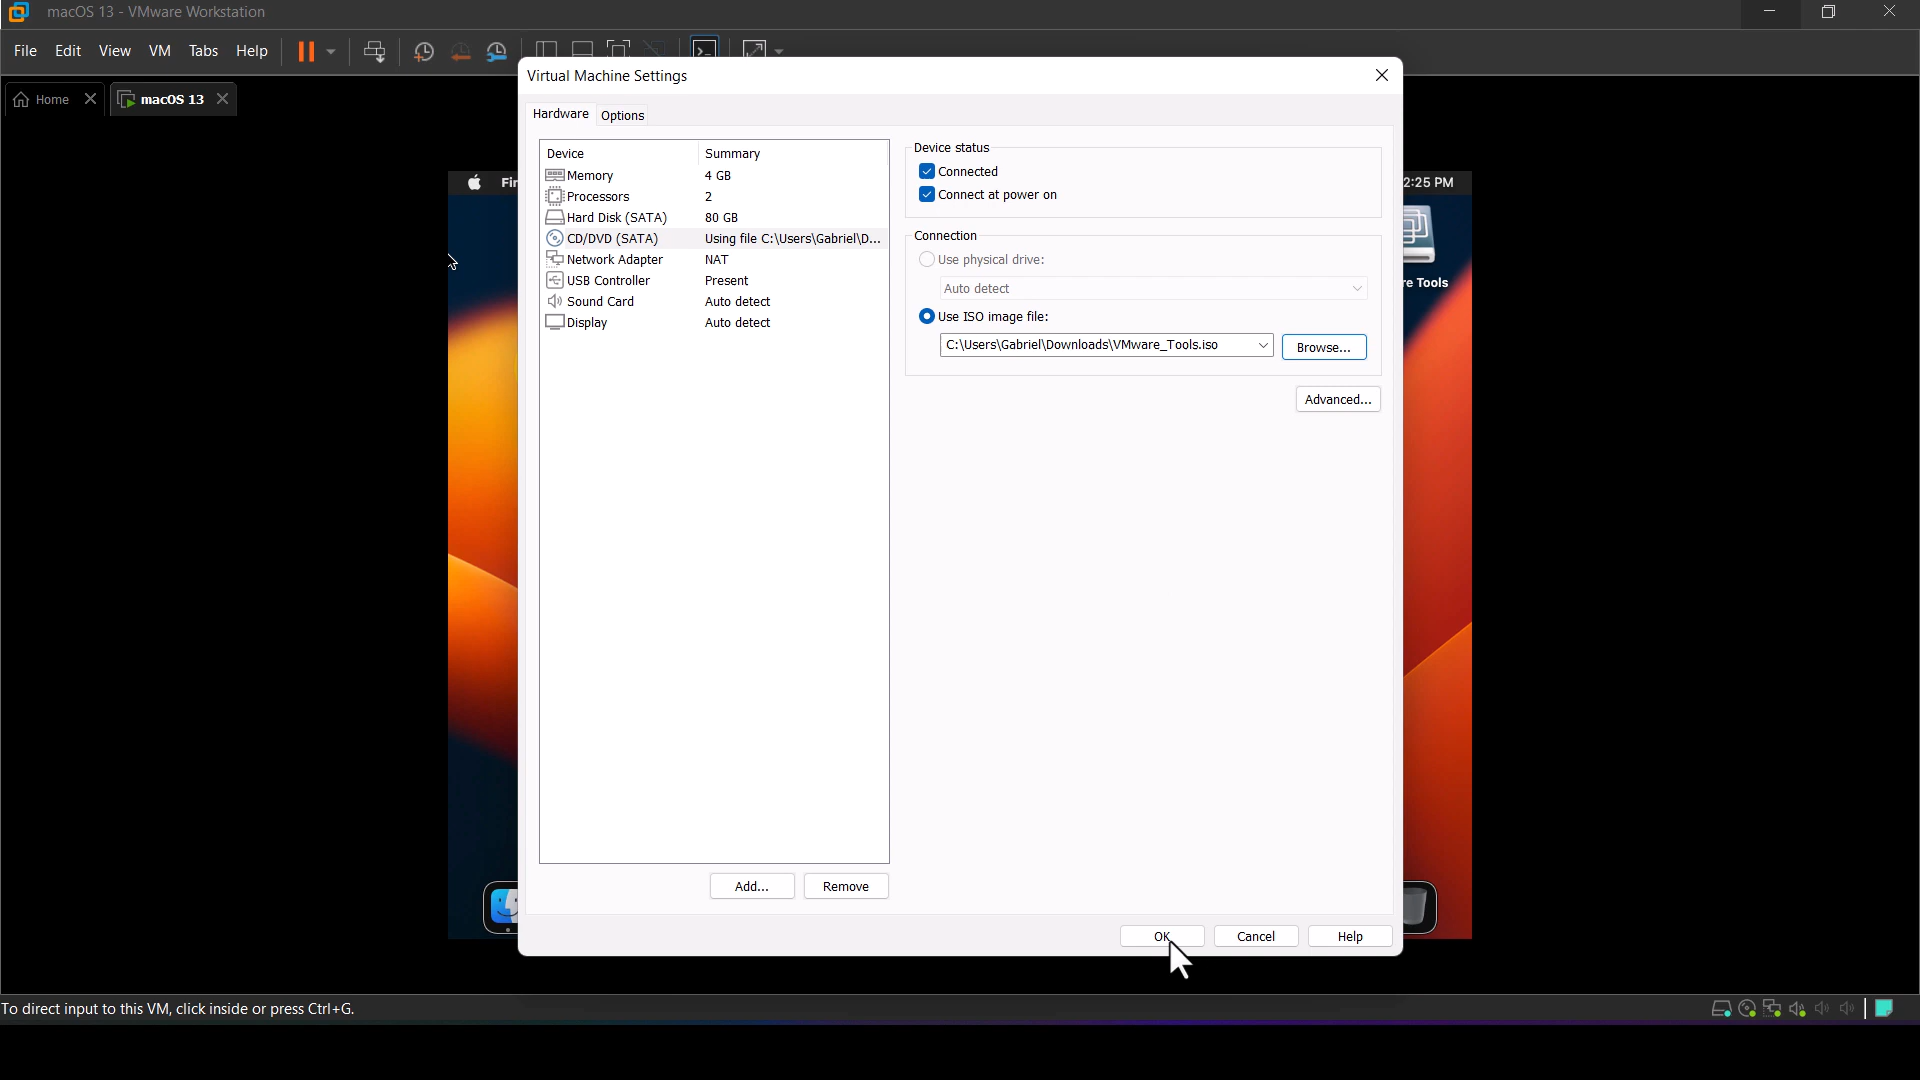 macOS 13 - VMware Workstation
File Edit View VM Tabs Help
Home
macOS 13
Virtual Machine Settings
Hardware Options
Device Summary
Memory 4 GB
Processors 2
Hard Disk (SATA) 80 GB
CD/DVD (SATA) Using file C:\Users\Gabriel\D...
Network Adapter NAT
USB Controller Present
Sound Card Auto detect
Display Auto detect
Device status
Connected
Connect at power on
Connection
Use physical drive:
Auto detect
Use ISO image file:
C:\Users\Gabriel\Downloads\VMware_Tools.iso
Browse...
Advanced...
Add... Remove
OK Cancel Help
2:25 PM
Tools
To direct input to this VM, click inside or press Ctrl+G.